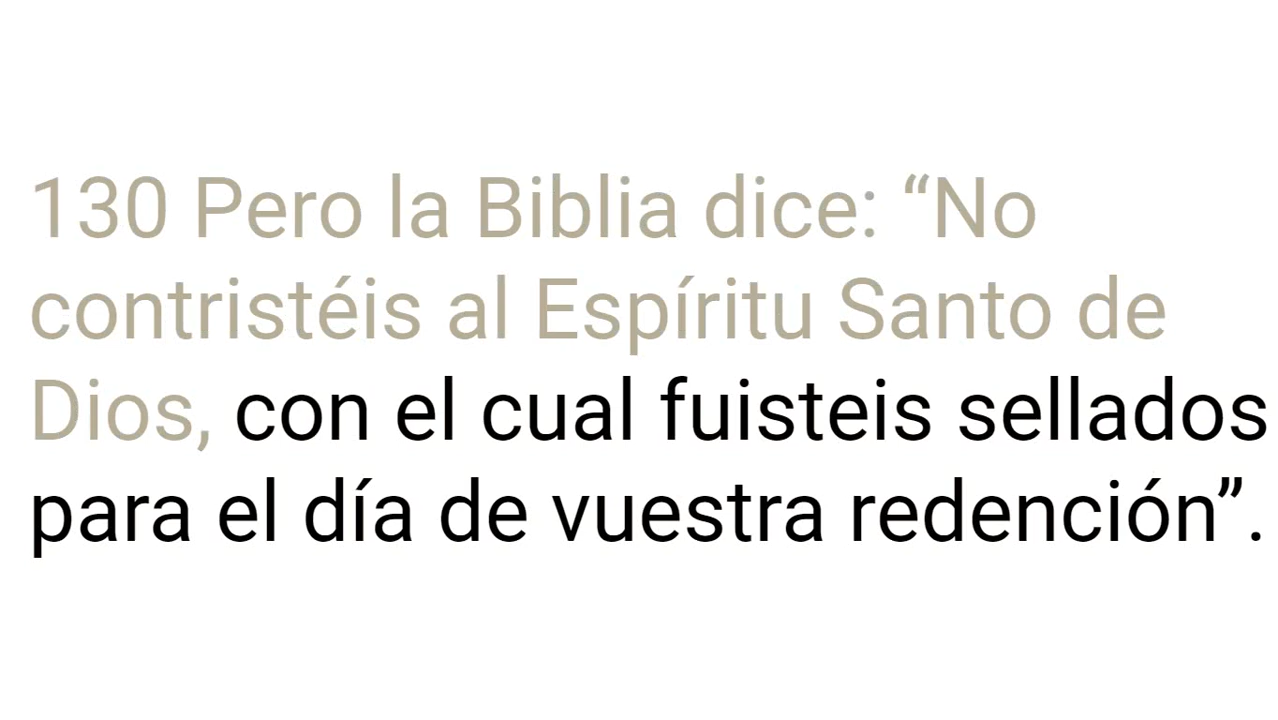 130 Pero la Biblia dice: “No
contristéis al Espíritu Santo de
Dios, con el cual fuisteis sellados
para el día de vuestra redención”.